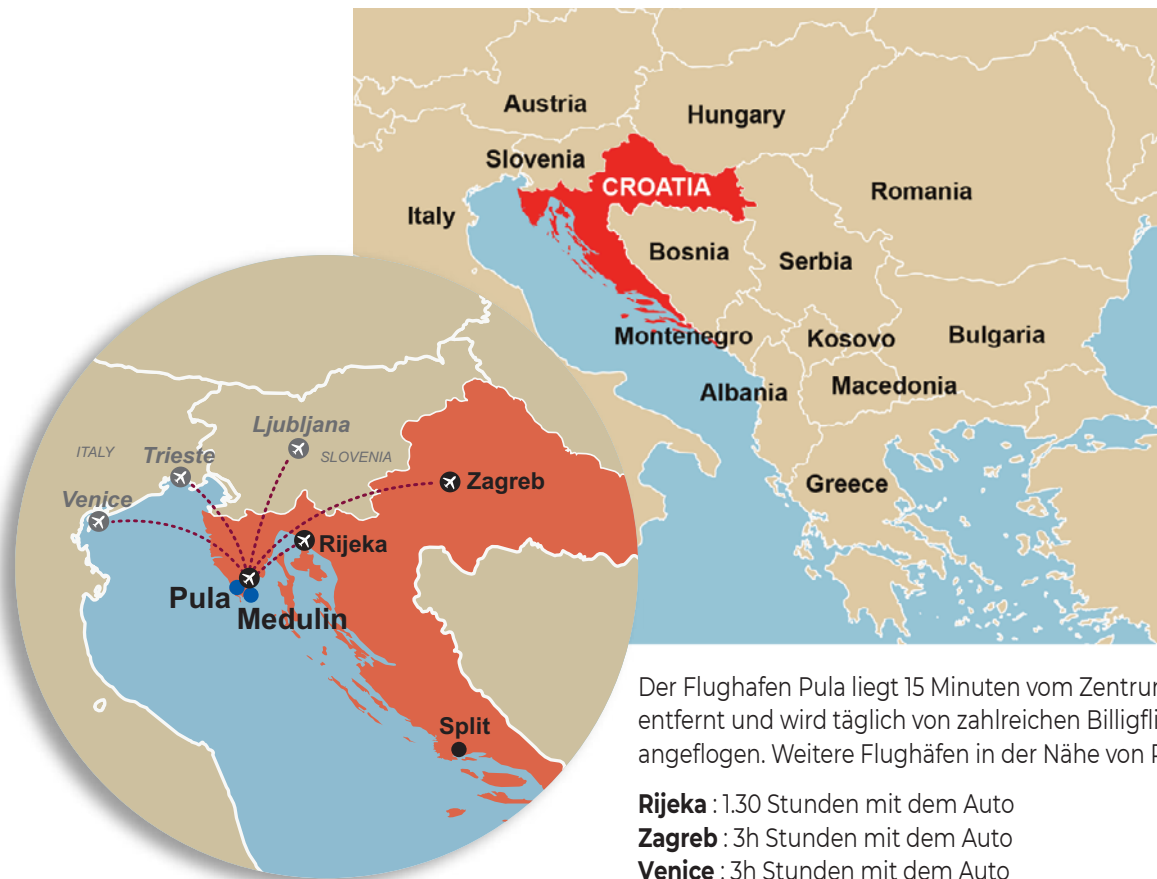 Austria
Hungary
Slovenia
CROATIA
Romania
Italy
Bosnia
Serbia
Montenegro
Kosovo
Bulgaria
Albania
Macedonia
Greece
Ljubljana
ITALY
Trieste
SLOVENIA
Venice
Zagreb
Rijeka
Pula
Medulin
Split
Der Flughafen Pula liegt 15 Minuten vom
entfernt und wird täglich von zahlreichen
angeflogen. Weitere Flughäfen in der Nähe von
Rijeka : 1.30 Stunden mit dem Auto
Zagreb : 3h Stunden mit dem Auto
Venice : 3h Stunden mit dem Auto